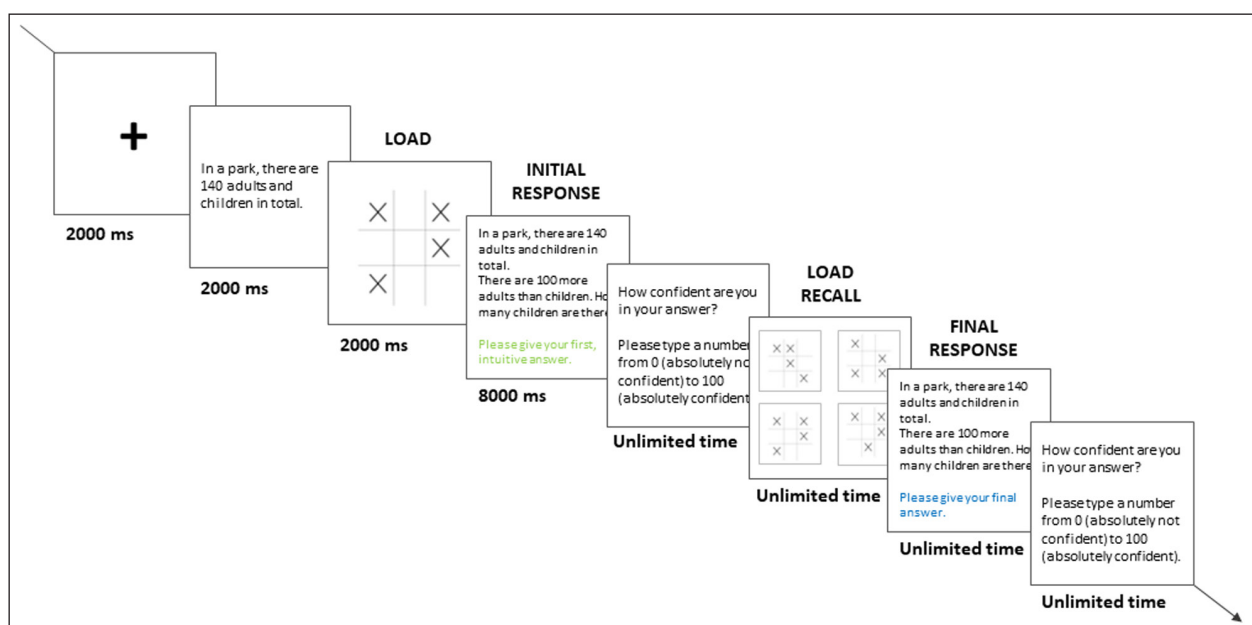 +
2000 ms
In a park, there are
140 adults and
children in total.
2000 ms
LOAD
2000 ms
INITIAL
RESPONSE
In a park, there are 140
adults and children in
total.
There are 100 more
adults than children. Ho
many children are there
Please give your first,
intuitive answer.
8000 ms
How confident are you
in your answer?
Please type a number
from 0 (absolutely no
confident) to 100
(absolutely confident
Unlimited time
LOAD
RECALL
Unlimited time
FINAL
RESPONSE
In a park, there are 140
adults and children in
total.
There are 100 more
adults than children. Ho
many children are there
Please give your final
answer.
Unlimited time
How confident are you
in your answer?
Please type a number
from 0 (absolutely not
confident) to 100
(absolutely confident).
Unlimited time